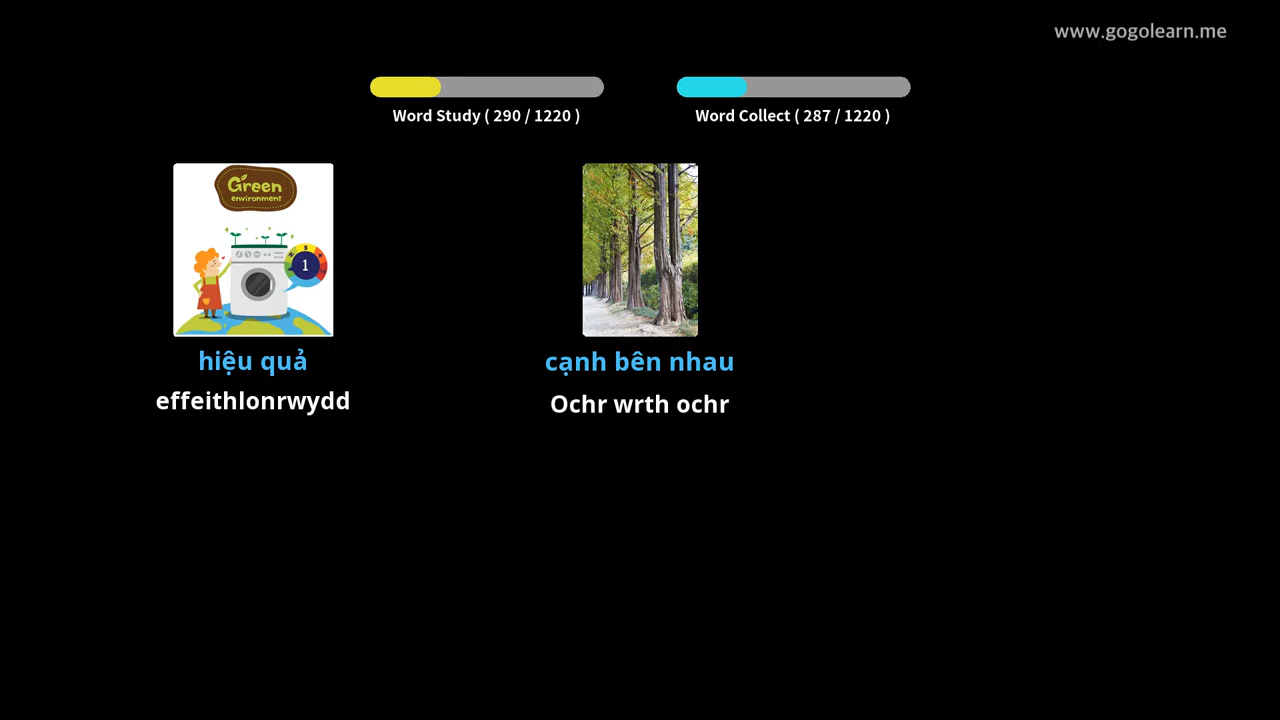 www.gogolearn.me
Word Study ( 290 / 1220 )
Word Collect ( 287 / 1220 )
Green
environment
1
hiệu quả
effeithlonrwydd
cạnh bên nhau
Ochr wrth ochr